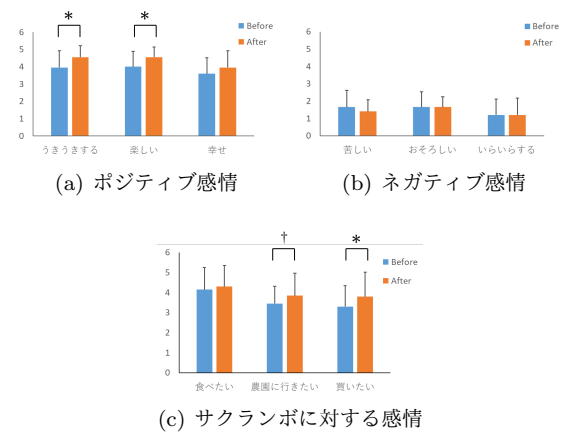 ＊ ＊
Before
After
6
5
4
3
2
1
0
うきうきする 楽しい 幸せ
(a) ポジティブ感情
Before
After
6
5
4
3
2
1
0
苦しい おそろしい いらいらする
(b) ネガティブ感情
† ＊
Before
After
6
5
4
3
2
1
0
食べたい 農園に行きたい 買いたい
(c) サクランボに対する感情